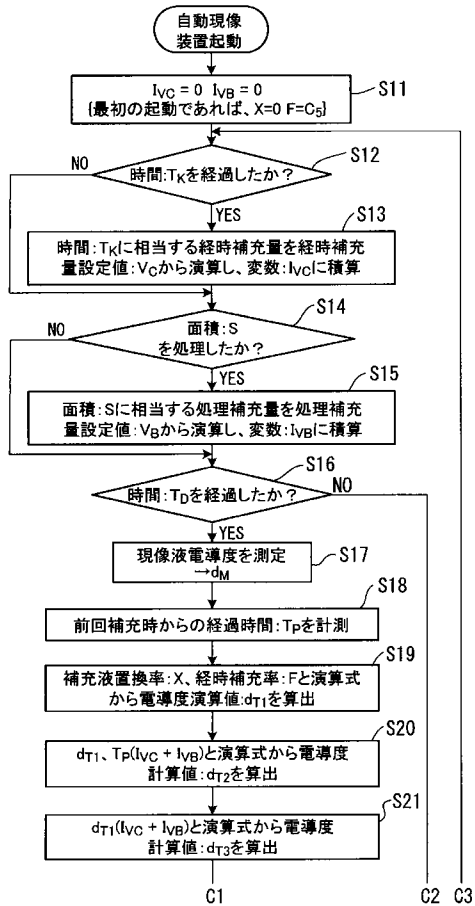 自動現像
装置起動
I_VC = 0 I_VB = 0
{最初の起動であれば、X=0 F=C₅}
S11
S12
NO
時間:T_Kを経過したか?
YES
S13
時間:T_Kに相当する経時補充量を経時補充
量設定値:V_Cから演算し、変数:I_VCに積算
S14
NO
面積:S
を処理したか?
YES
S15
面積:Sに相当する処理補充量を処理補充
量設定値:V_Bから演算し、変数:I_VBに積算
S16
NO
時間:T_Dを経過したか?
YES
S17
現像液電導度を測定
→d_M
S18
前回補充時からの経過時間:T_Pを計測
S19
補充液置換率:X、経時補充率:Fと演算式
から電導度演算値:d_T1を算出
S20
d_T1、T_P(I_VC + I_VB)と演算式から電導度
計算値:d_T2を算出
S21
d_T1(I_VC + I_VB)と演算式から電導度
計算値:d_T3を算出
C1 C2 C3